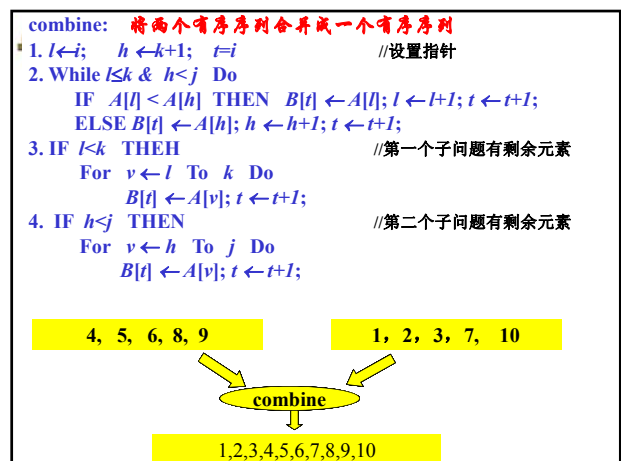 combine: 将两个有序序列合并成一个有序序列
1. l←i; h ←k+1; t=i //设置指针
2. While l≤k & h< j Do
IF A[l] < A[h] THEN B[t] ← A[l]; l ← l+1; t ← t+1;
ELSE B[t] ← A[h]; h ← h+1; t ← t+1;
3. IF l<k THEH //第一个子问题有剩余元素
For v ← l To k Do
B[t] ← A[v]; t ← t+1;
4. IF h<j THEN //第二个子问题有剩余元素
For v ← h To j Do
B[t] ← A[v]; t ← t+1;
4, 5, 6, 8, 9
1，2，3，7, 10
combine
1,2,3,4,5,6,7,8,9,10